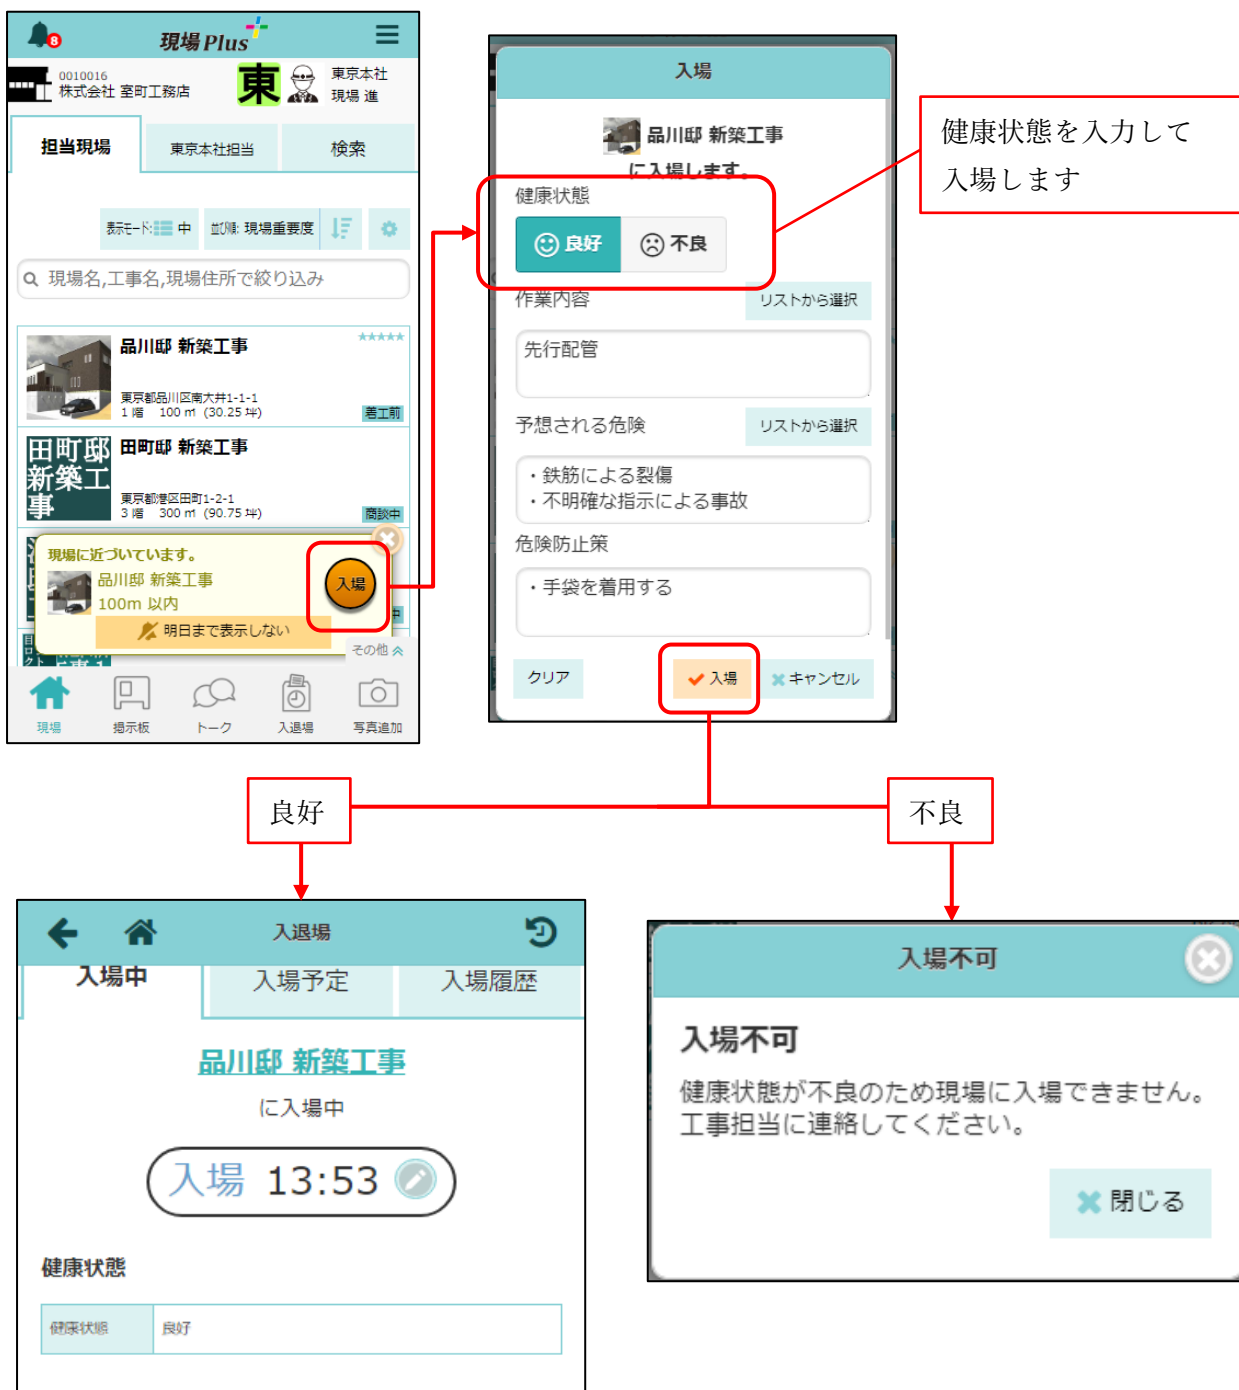 8
現場Plus
0010016
株式会社 室町工務店
東
東京本社
現場 進
担当現場
東京本社担当
検索
表示モード: 中
並び順: 現場重要度
現場名,工事名,現場住所で絞り込み
品川邸 新築工事
★★★★★
東京都品川区南大井1-1-1
1階 100㎡ (30.25 坪)
着工前
田町邸
新築工
事
田町邸 新築工事
東京都港区田町1-2-1
3階 300㎡ (90.75 坪)
商談中
現場に近づいています。
品川邸 新築工事
100m 以内
入場
明日まで表示しない
その他
現場
掲示板
トーク
入退場
写真追加
入場
品川邸 新築工事
に入場します。
健康状態
良好
不良
作業内容
リストから選択
先行配管
予想される危険
リストから選択
・鉄筋による裂傷
・不明確な指示による事故
危険防止策
・手袋を着用する
クリア
入場
キャンセル
健康状態を入力して
入場します
良好
不良
入退場
入場中
入場予定
入場履歴
品川邸 新築工事
に入場中
入場 13:53
健康状態
健康状態
良好
入場不可
入場不可
健康状態が不良のため現場に入場できません。
工事担当に連絡してください。
閉じる